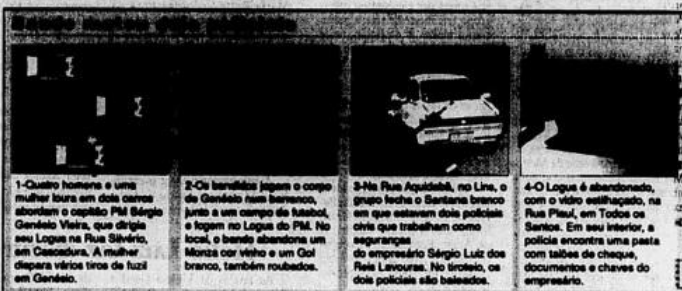 1-Quatro homens e uma
mulher loura em dois carros
abordam o capitão PM Sérgio
Genésio Vieira, que dirigia
seu Logus na Rua Silvério,
em Cascadura. A mulher
dispara vários tiros de fuzil
em Genésio.
2-Os bandidos jogam o corpo
de Genésio num barranco,
junto a um campo de futebol,
e fogem no Logus do PM. No
local, o bando abandona um
Monza cor vinho e um Gol
branco, também roubados.
3-Na Rua Aquidabã, no Lins, o
grupo fecha o Santana branco
em que estavam dois policiais
civis que trabalham como
seguranças
do empresário Sérgio Luiz dos
Reis Lavouras. No tiroteio, os
dois policiais são baleados.
4-O Logus é abandonado,
com o vidro estilhaçado, na
Rua Piauí, em Todos os
Santos. Em seu interior, a
polícia encontra uma pasta
com talões de cheque,
documentos e chaves do
empresário.